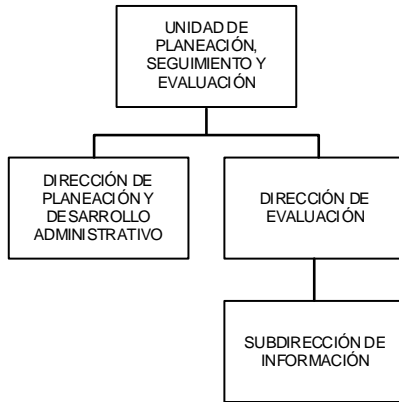 UNIDAD DE
PLANEACIÓN,
SEGUIMIENTO Y
EVALUACIÓN
DIRECCIÓN DE
PLANEACIÓN Y
DESARROLLO
ADMINISTRATIVO
DIRECCIÓN DE
EVALUACIÓN
SUBDIRECCIÓN DE
INFORMACIÓN